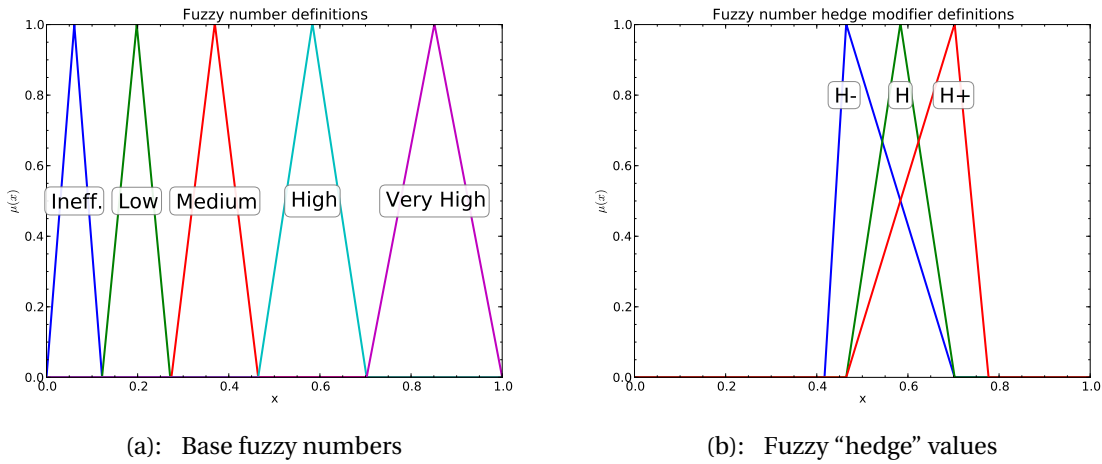 Fuzzy number definitions
1.0
0.8
0.6
0.4
0.2
0.0
μ(x)
Ineff.
Low
Medium
High
Very High
0.0 0.2 0.4 0.6 0.8 1.0
x
(a): Base fuzzy numbers
Fuzzy number hedge modifier definitions
1.0
0.8
0.6
0.4
0.2
0.0
μ(x)
H-
H
H+
0.0 0.2 0.4 0.6 0.8 1.0
x
(b): Fuzzy “hedge” values